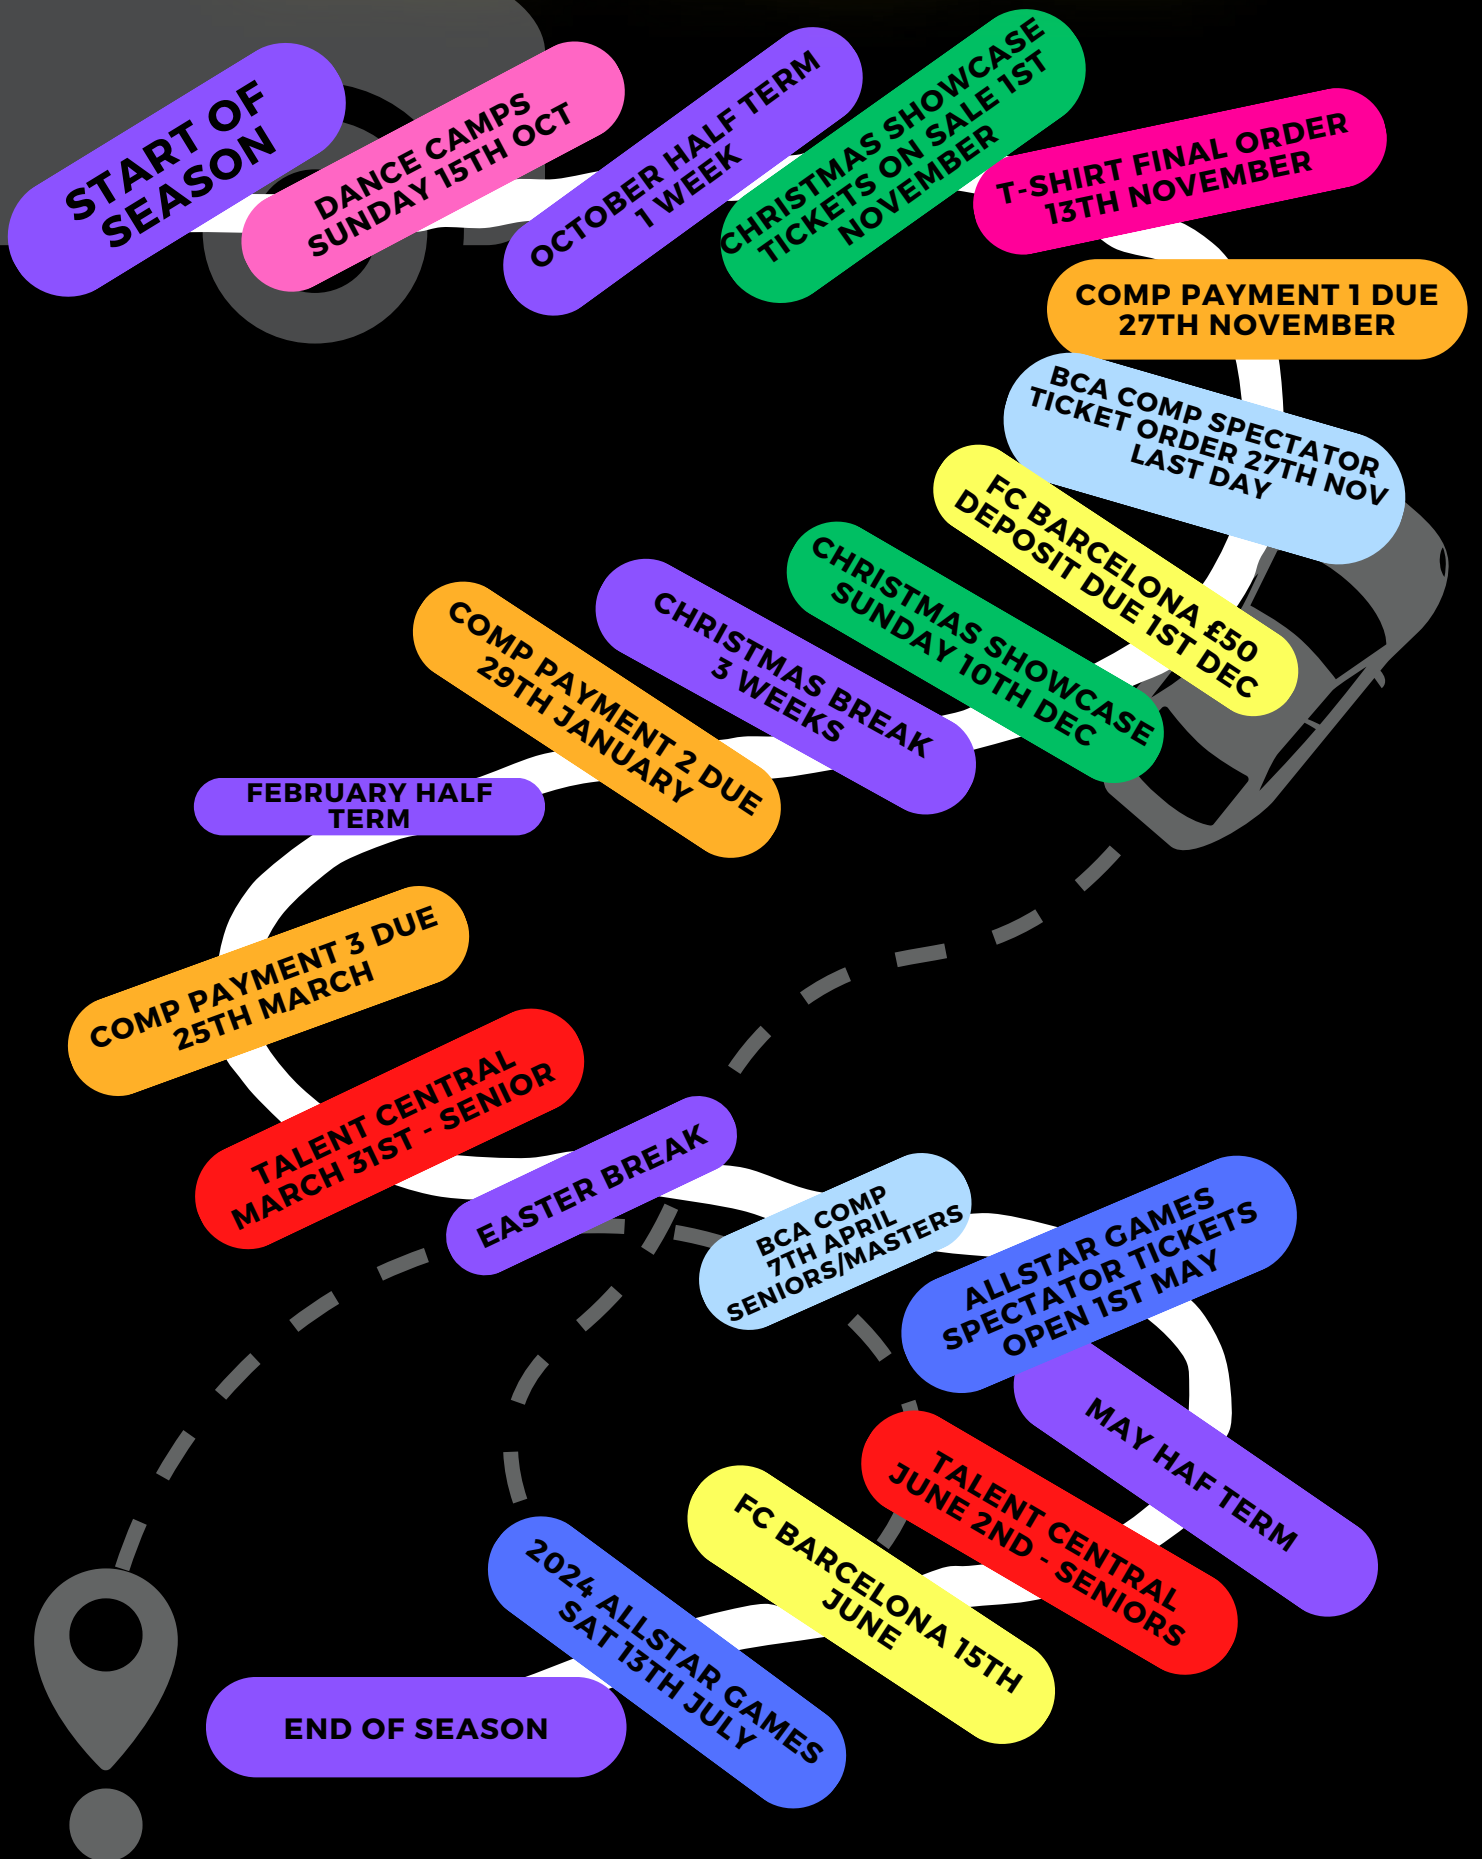 START OF
SEASON
DANCE CAMPS
SUNDAY 15TH OCT
OCTOBER HALF TERM
1 WEEK
CHRISTMAS SHOWCASE
TICKETS ON SALE 1ST
NOVEMBER
T-SHIRT FINAL ORDER
13TH NOVEMBER
COMP PAYMENT 1 DUE
27TH NOVEMBER
BCA COMP SPECTATOR
TICKET ORDER 27TH NOV
LAST DAY
FC BARCELONA £50
DEPOSIT DUE 1ST DEC
CHRISTMAS SHOWCASE
SUNDAY 10TH DEC
CHRISTMAS BREAK
3 WEEKS
COMP PAYMENT 2 DUE
29TH JANUARY
FEBRUARY HALF
TERM
COMP PAYMENT 3 DUE
25TH MARCH
TALENT CENTRAL
MARCH 31ST - SENIOR
EASTER BREAK
BCA COMP
7TH APRIL
SENIORS/MASTERS
ALLSTAR GAMES
SPECTATOR TICKETS
OPEN 1ST MAY
MAY HAF TERM
TALENT CENTRAL
JUNE 2ND - SENIORS
FC BARCELONA 15TH
JUNE
2024 ALLSTAR GAMES
SAT 13TH JULY
END OF SEASON